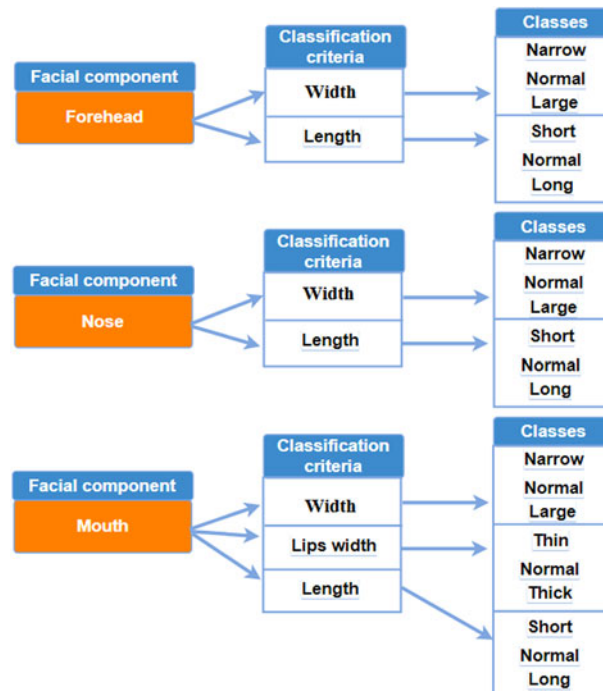 Facial component
Forehead
Classification
criteria
Width
Length
Classes
Narrow
Normal
Large
Short
Normal
Long
Facial component
Nose
Classification
criteria
Width
Length
Classes
Narrow
Normal
Large
Short
Normal
Long
Facial component
Mouth
Classification
criteria
Width
Lips width
Length
Classes
Narrow
Normal
Large
Thin
Normal
Thick
Short
Normal
Long